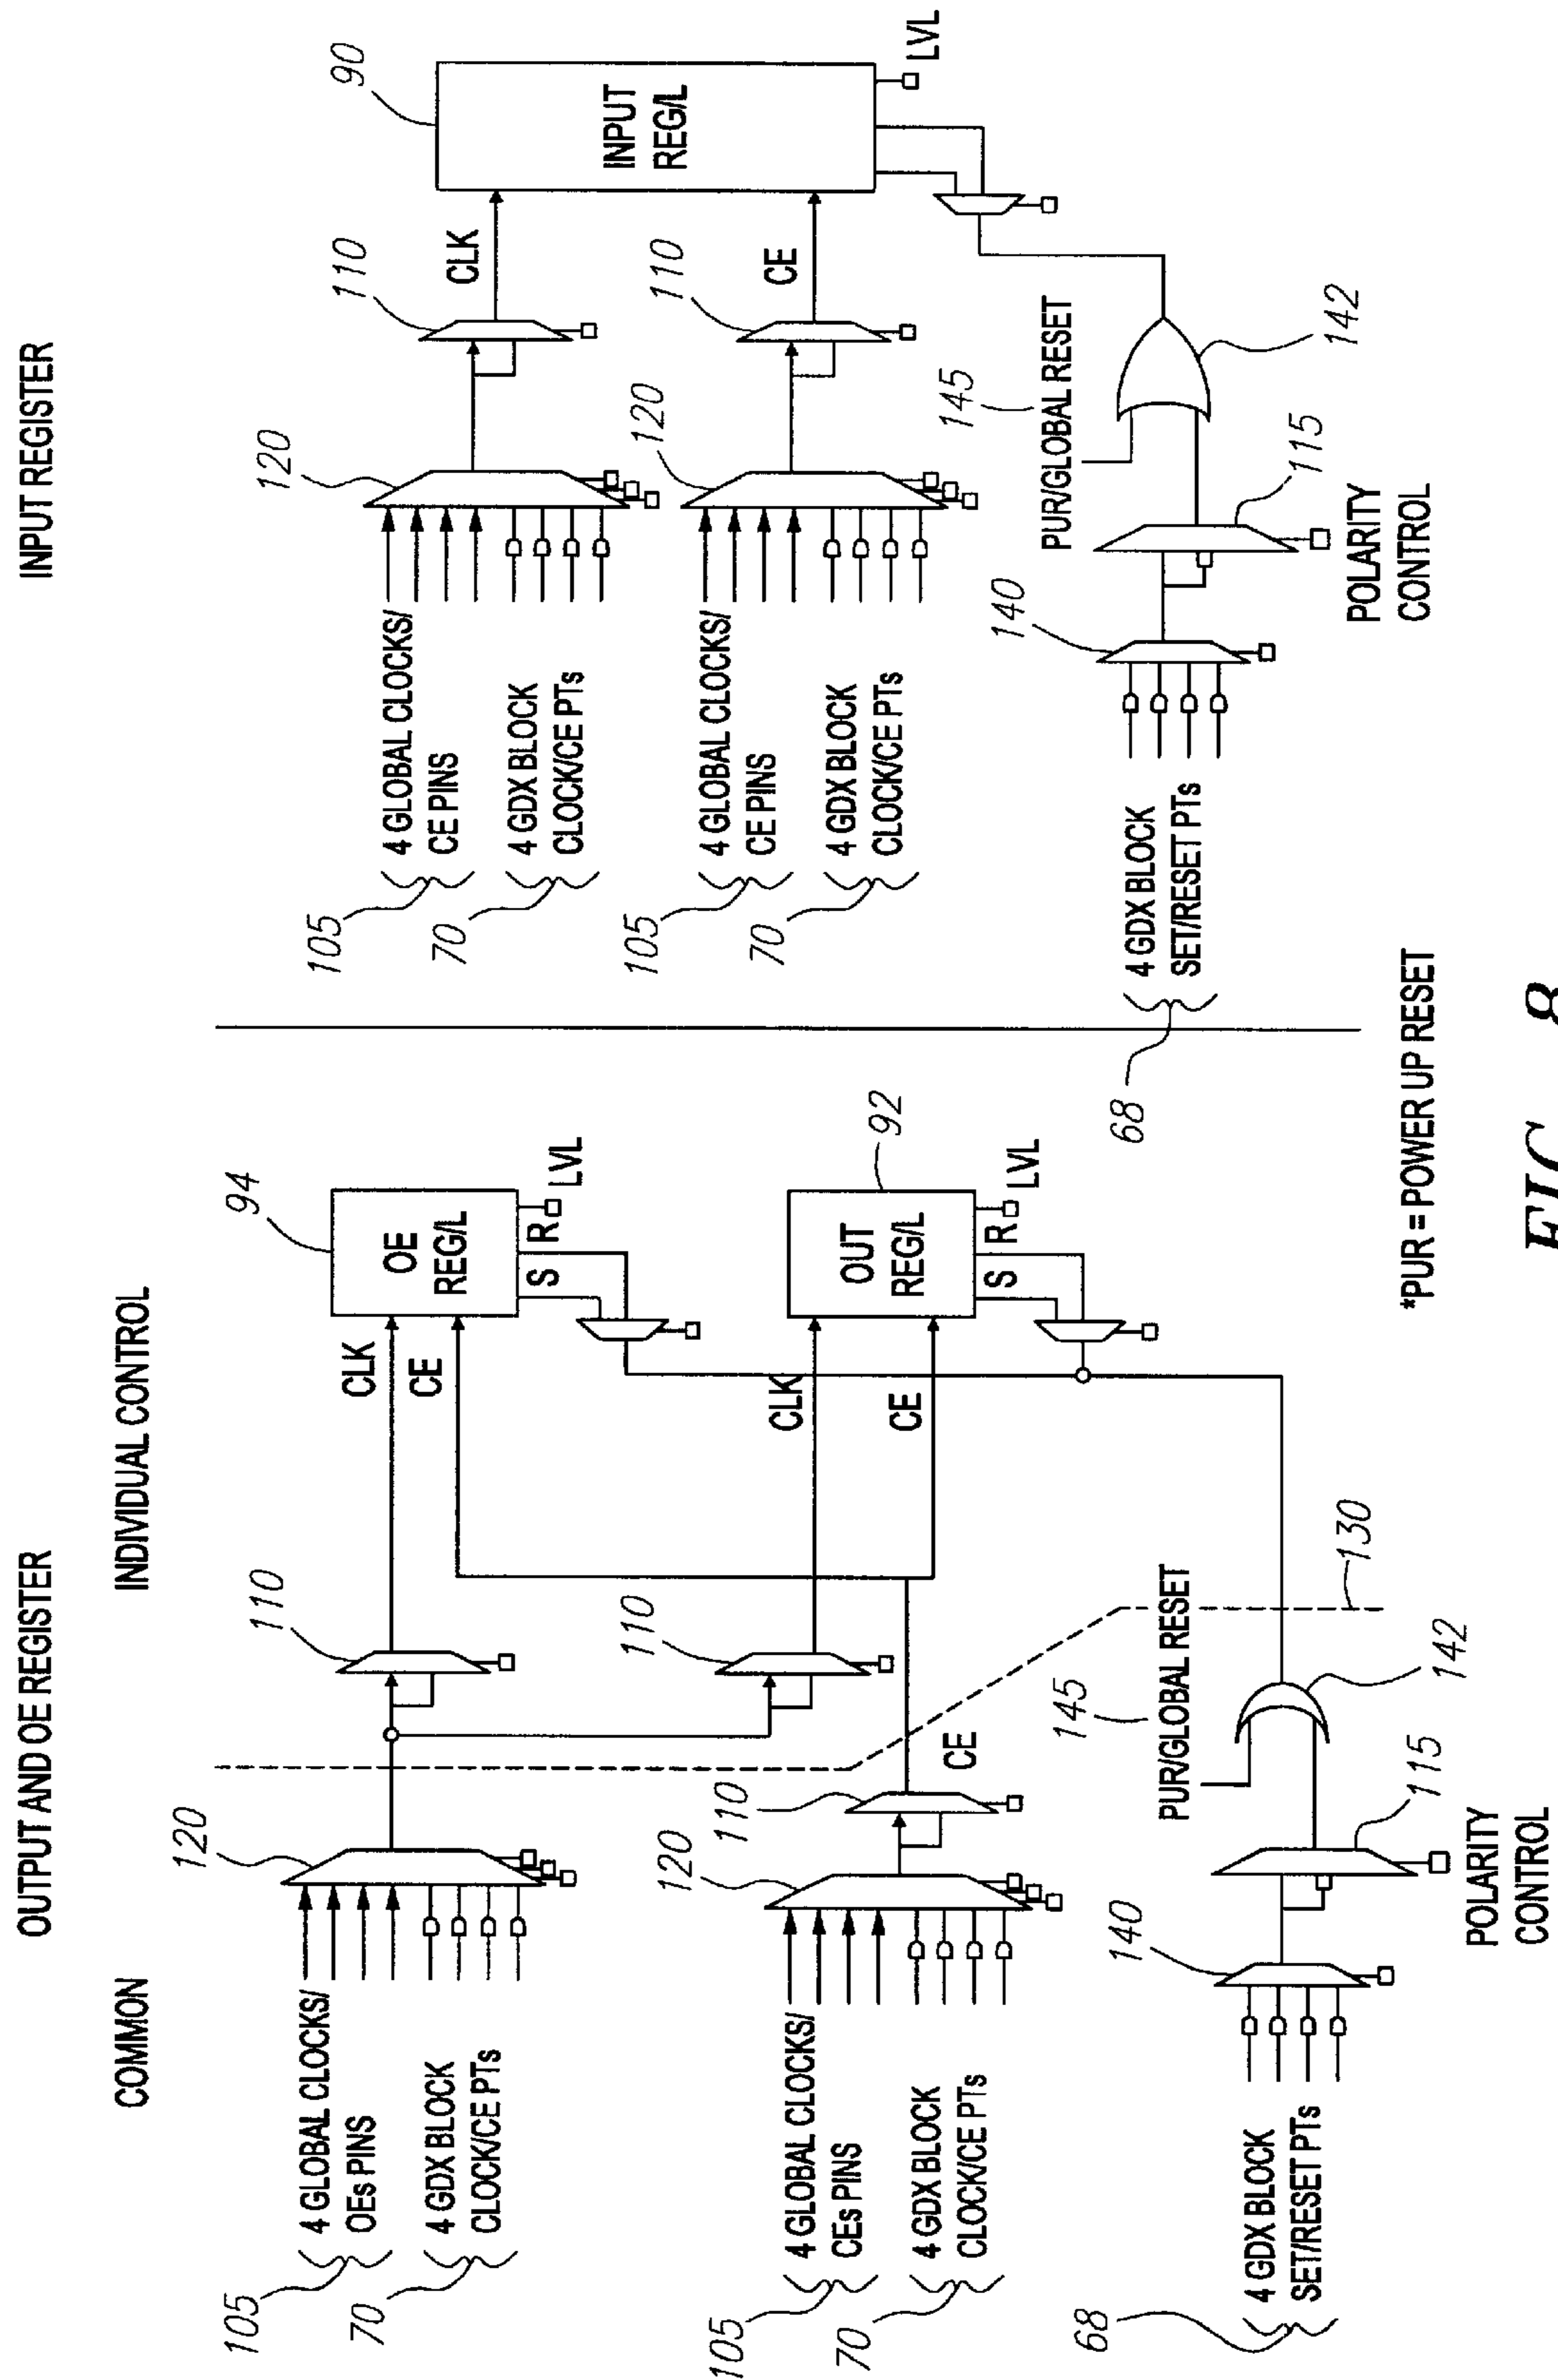 OUTPUT AND OE REGISTER
COMMON
INDIVIDUAL CONTROL
105
4 GLOBAL CLOCKS/
OEs PINS
70
4 GDX BLOCK
CLOCK/CE PTs
120
110
CLK
CE
94
OE
REG/L
S
R
LVL
105
4 GLOBAL CLOCKS/
CEs PINS
70
4 GDX BLOCK
CLOCK/CE PTs
120
110
CE
110
CLK
CE
92
OUT
REG/L
S
R
LVL
68
4 GDX BLOCK
SET/RESET PTs
140
115
POLARITY
CONTROL
145
PUR/GLOBAL RESET
142
130
INPUT REGISTER
105
4 GLOBAL CLOCKS/
CE PINS
70
4 GDX BLOCK
CLOCK/CE PTs
120
110
CLK
90
INPUT
REG/L
LVL
105
4 GLOBAL CLOCKS/
CE PINS
70
4 GDX BLOCK
CLOCK/CE PTs
120
110
CE
68
4 GDX BLOCK
SET/RESET PTs
140
115
POLARITY
CONTROL
145
PUR/GLOBAL RESET
142
*PUR = POWER UP RESET
FIG. 8